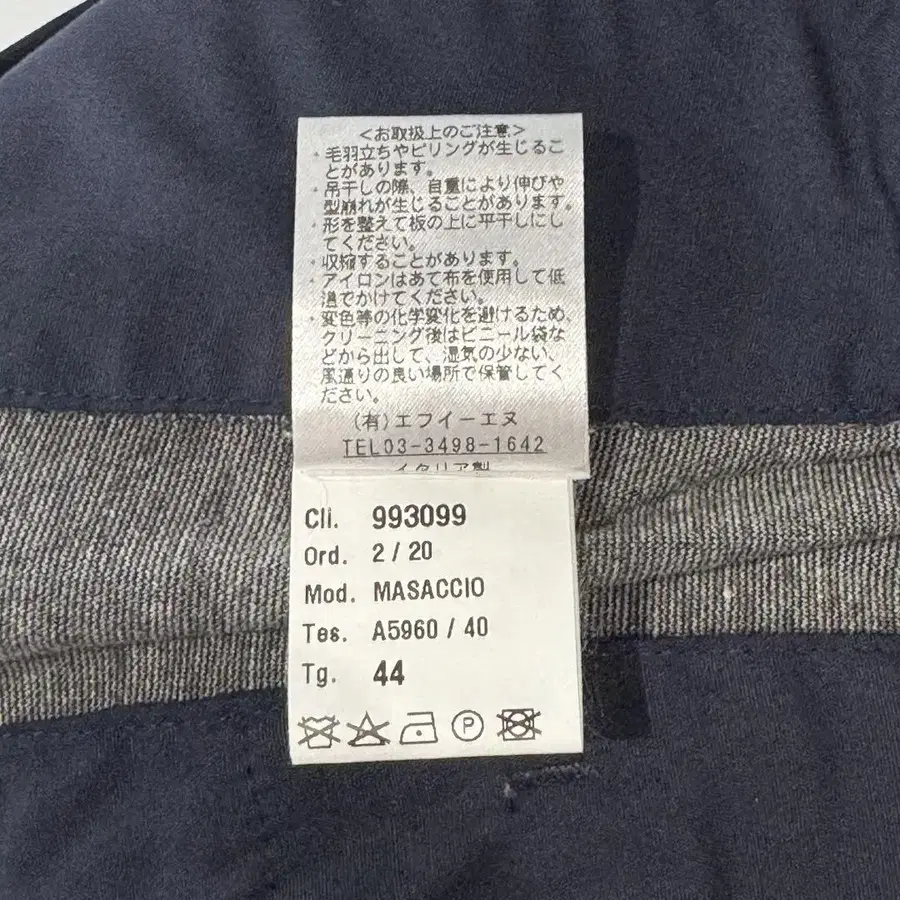 <お取扱上のご注意>
・毛羽立ちやピリングが生じるこ
とがあります。
・吊干しの際、自重により伸びや
型崩れが生じることがあります。
・形を整えて板の上に平干しにし
てください。
・収縮することがあります。
・アイロンはあて布を使用して低
温でかけてください。
・変色等の化学変化を避けるため、
クリーニング後はビニール袋な
どから出して、湿気の少ない、
風通りの良い場所で保管してく
ださい。
(有)エフイーエヌ
TEL03-3498-1642
イタリア製
Cli. 993099
Ord. 2 / 20
Mod. MASACCIO
Tes. A5960 / 40
Tg. 44
P